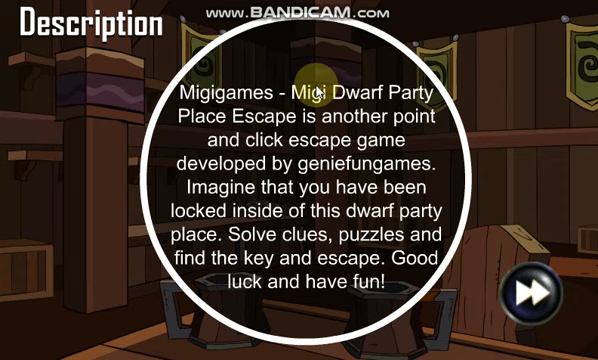 www.BANDICAM.com
Description
Migigames - Migi Dwarf Party
Place Escape is another point
and click escape game
developed by geniefungames.
Imagine that you have been
locked inside of this dwarf party
place. Solve clues, puzzles and
find the key and escape. Good
luck and have fun!